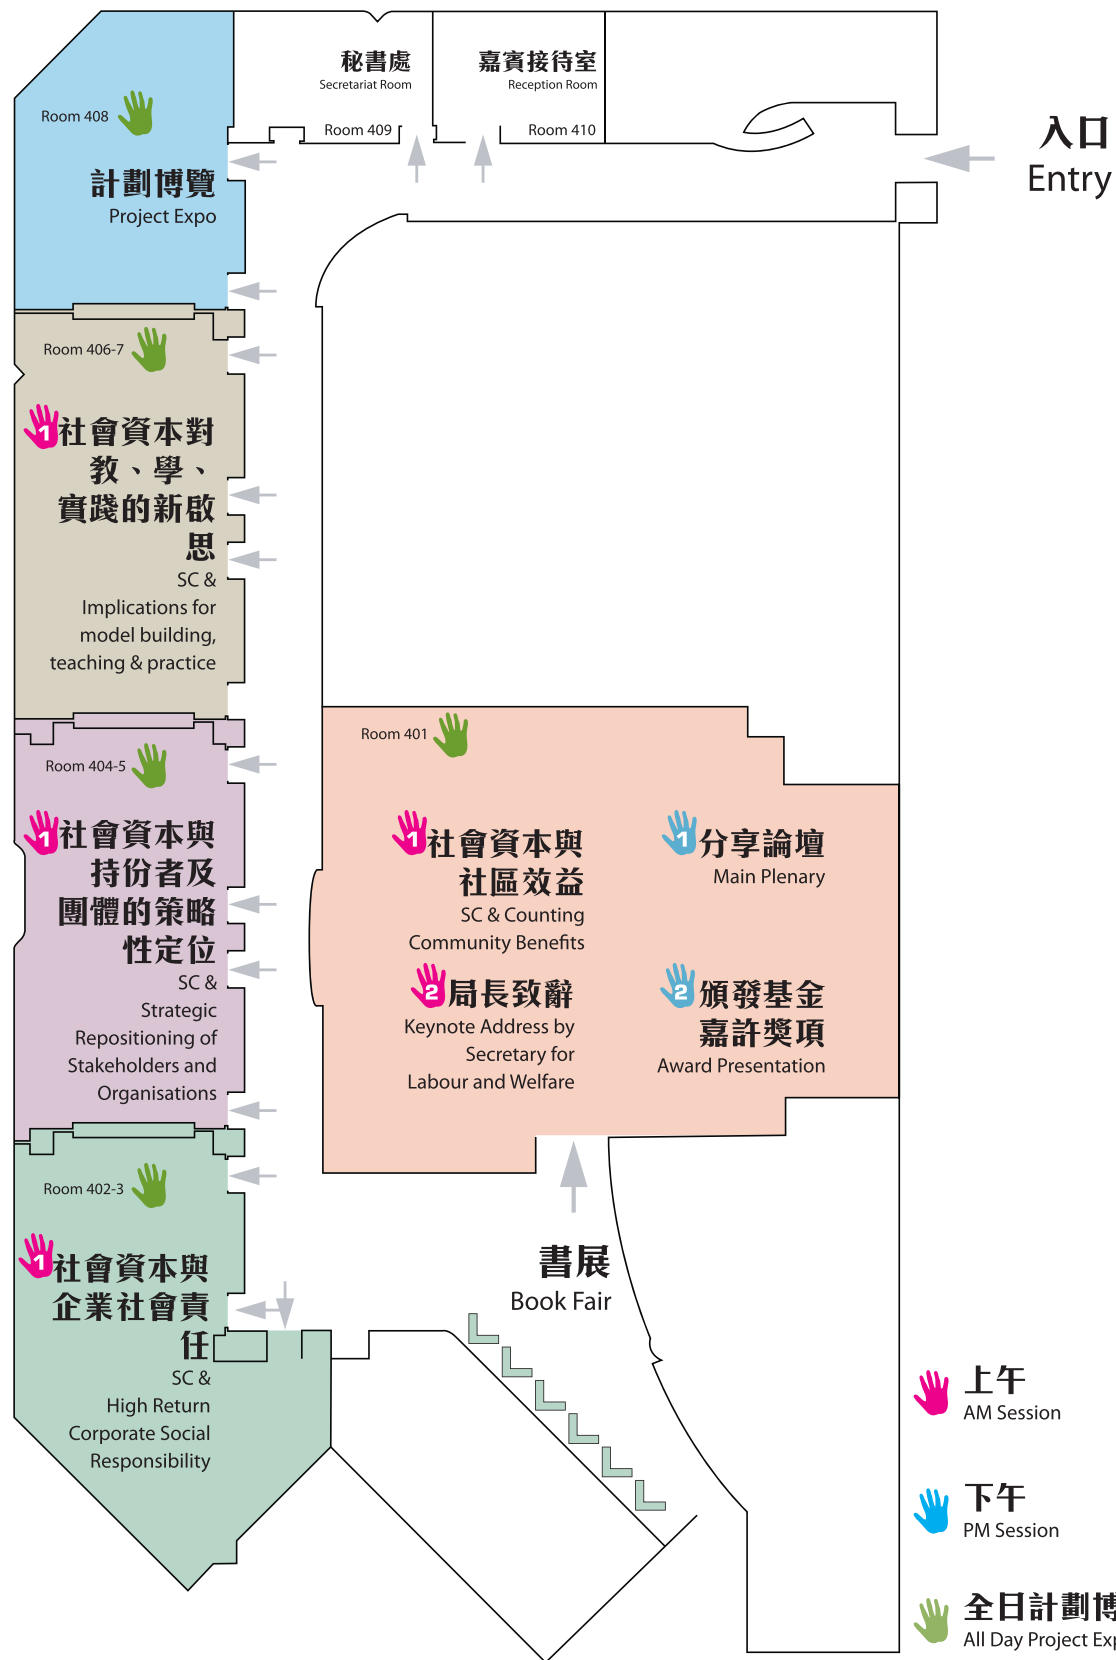 秘書處
Secretariat Room
Room 409
嘉賓接待室
Reception Room
Room 410
入口
Entry
Room 408
計劃博覽
Project Expo
Room 406-7
1
社會資本對
教、學、
實踐的新啟
思
SC &
Implications for
model building,
teaching & practice
Room 404-5
1
社會資本與
持份者及
團體的策略
性定位
SC &
Strategic
Repositioning of
Stakeholders and
Organisations
Room 401
1
社會資本與
社區效益
SC & Counting
Community Benefits
2
局長致辭
Keynote Address by
Secretary for
Labour and Welfare
1
分享論壇
Main Plenary
2
頒發基金
嘉許獎項
Award Presentation
Room 402-3
1
社會資本與
企業社會責
任
SC &
High Return
Corporate Social
Responsibility
書展
Book Fair
上午
AM Session
下午
PM Session
全日計劃博
All Day Project Exp